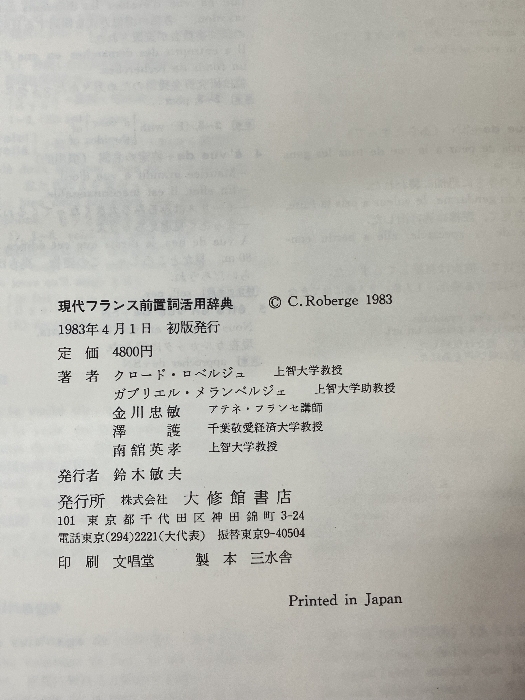 現代フランス前置詞活用辞典 © C. Roberge 1983
1983年4月1日 初版発行
定価 4800円
著者 クロード・ロベルジュ 上智大学教授
ガブリエル・メランベルジェ 上智大学助教授
金川忠敏 アテネ・フランセ講師
澤 護 千葉敬愛経済大学教授
南舘英孝 上智大学教授
発行者 鈴木敏夫
発行所 株式会社 大修館書店
101 東京都千代田区神田錦町3-24
電話東京(294)2221(大代表) 振替東京9-40504
印刷 文唱堂 製本 三水舎
Printed in Japan